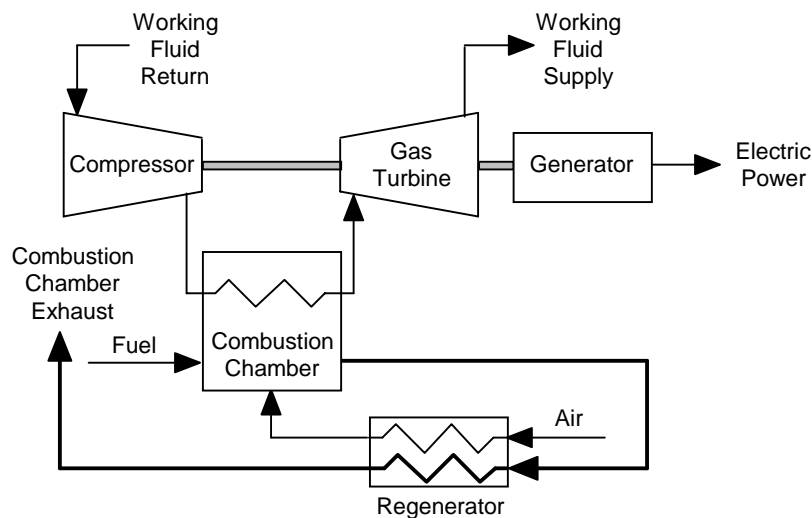 Working
Fluid
Return
Working
Fluid
Supply
Compressor
Gas
Turbine
Generator
Electric
Power
Combustion
Chamber
Exhaust
Fuel
Combustion
Chamber
Air
Regenerator